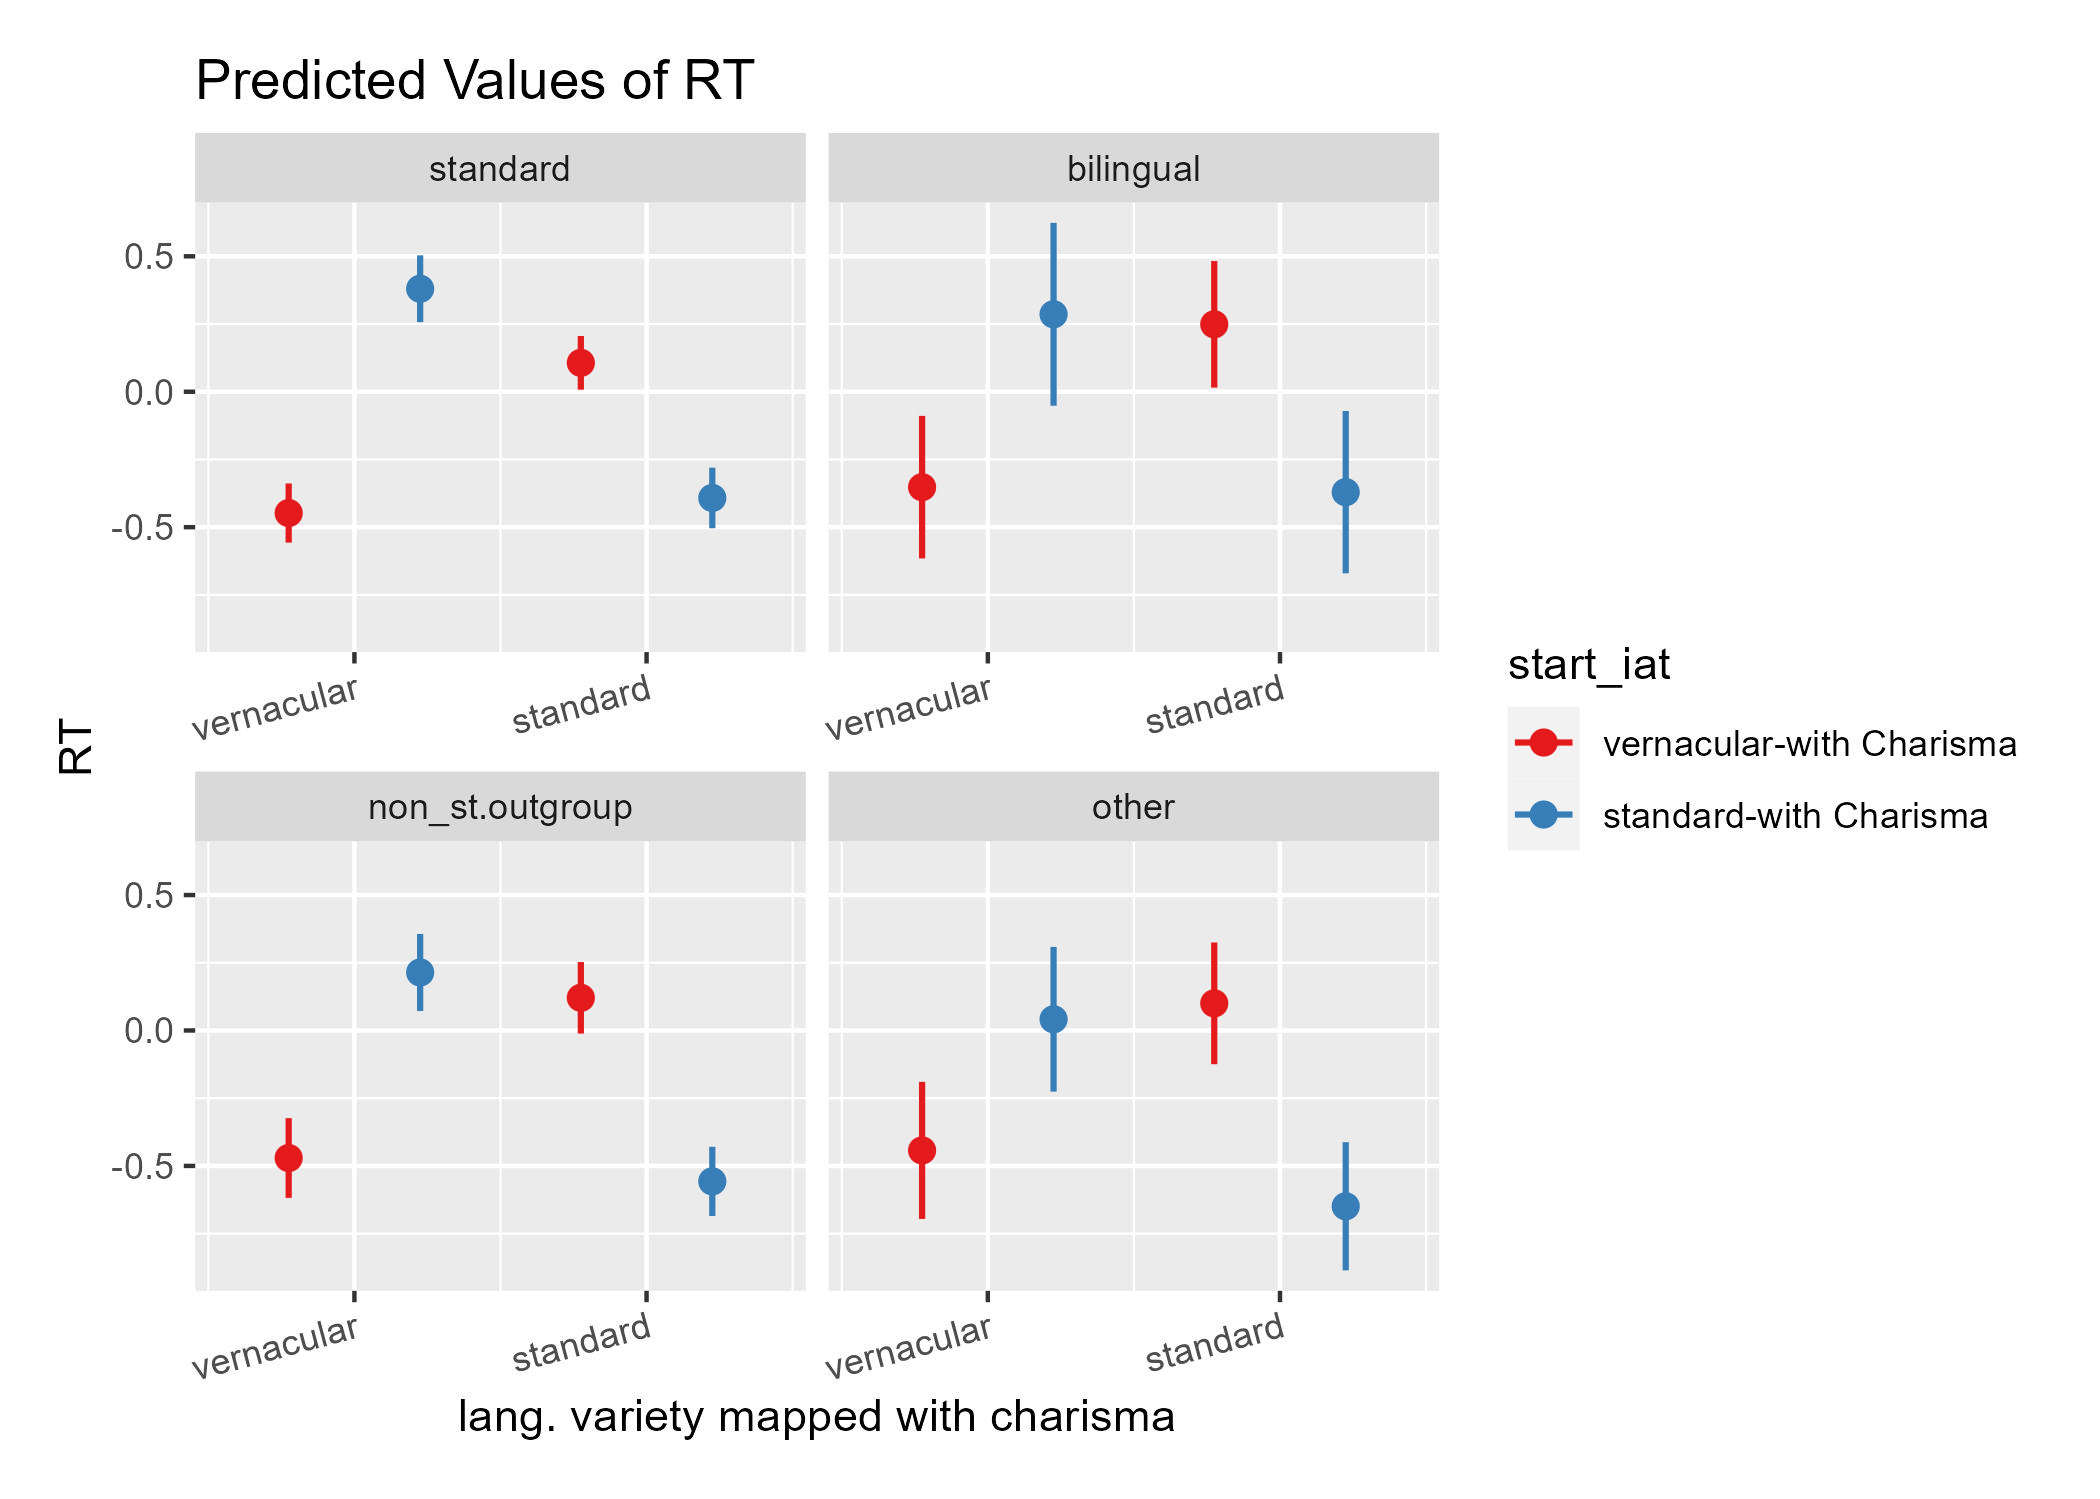 Predicted Values of RT
standard
bilingual
0.5
0.0
-0.5
vernacular
standard
vernacular
standard
RT
non_st.outgroup
other
0.5
0.0
-0.5
vernacular
standard
vernacular
standard
lang. variety mapped with charisma
start_iat
vernacular-with Charisma
standard-with Charisma